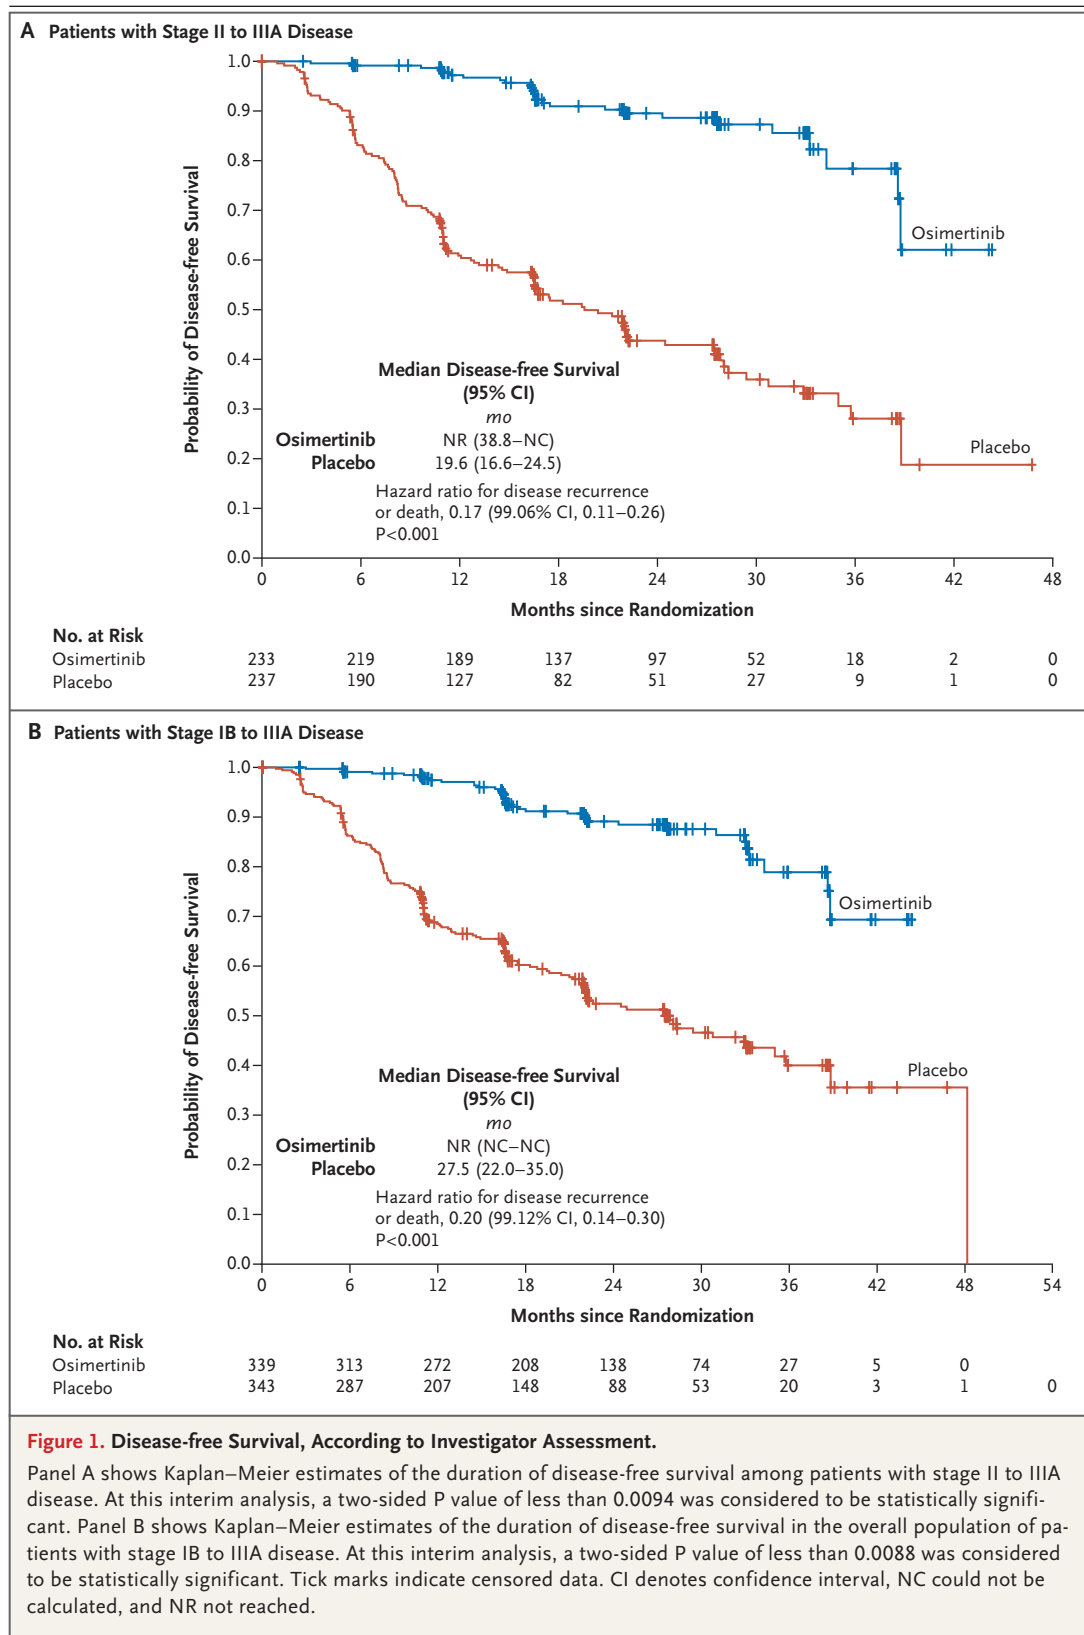 A Patients with Stage II to IIIA Disease
1.0
0.9
0.8
0.7
0.6
0.5
0.4
0.3
0.2
0.1
0.0
Probability of Disease-free Survival
Osimertinib
Placebo
Median Disease-free Survival
(95% CI)
mo
Osimertinib NR (38.8–NC)
Placebo 19.6 (16.6–24.5)
Hazard ratio for disease recurrence
or death, 0.17 (99.06% CI, 0.11–0.26)
P<0.001
0 6 12 18 24 30 36 42 48
Months since Randomization
No. at Risk
Osimertinib 233 219 189 137 97 52 18 2 0
Placebo 237 190 127 82 51 27 9 1 0
B Patients with Stage IB to IIIA Disease
1.0
0.9
0.8
0.7
0.6
0.5
0.4
0.3
0.2
0.1
0.0
Probability of Disease-free Survival
Osimertinib
Placebo
Median Disease-free Survival
(95% CI)
mo
Osimertinib NR (NC–NC)
Placebo 27.5 (22.0–35.0)
Hazard ratio for disease recurrence
or death, 0.20 (99.12% CI, 0.14–0.30)
P<0.001
0 6 12 18 24 30 36 42 48 54
Months since Randomization
No. at Risk
Osimertinib 339 313 272 208 138 74 27 5 0
Placebo 343 287 207 148 88 53 20 3 1 0
Figure 1. Disease-free Survival, According to Investigator Assessment.
Panel A shows Kaplan–Meier estimates of the duration of disease-free survival among patients with stage II to IIIA
disease. At this interim analysis, a two-sided P value of less than 0.0094 was considered to be statistically signifi-
cant. Panel B shows Kaplan–Meier estimates of the duration of disease-free survival in the overall population of pa-
tients with stage IB to IIIA disease. At this interim analysis, a two-sided P value of less than 0.0088 was considered
to be statistically significant. Tick marks indicate censored data. CI denotes confidence interval, NC could not be
calculated, and NR not reached.